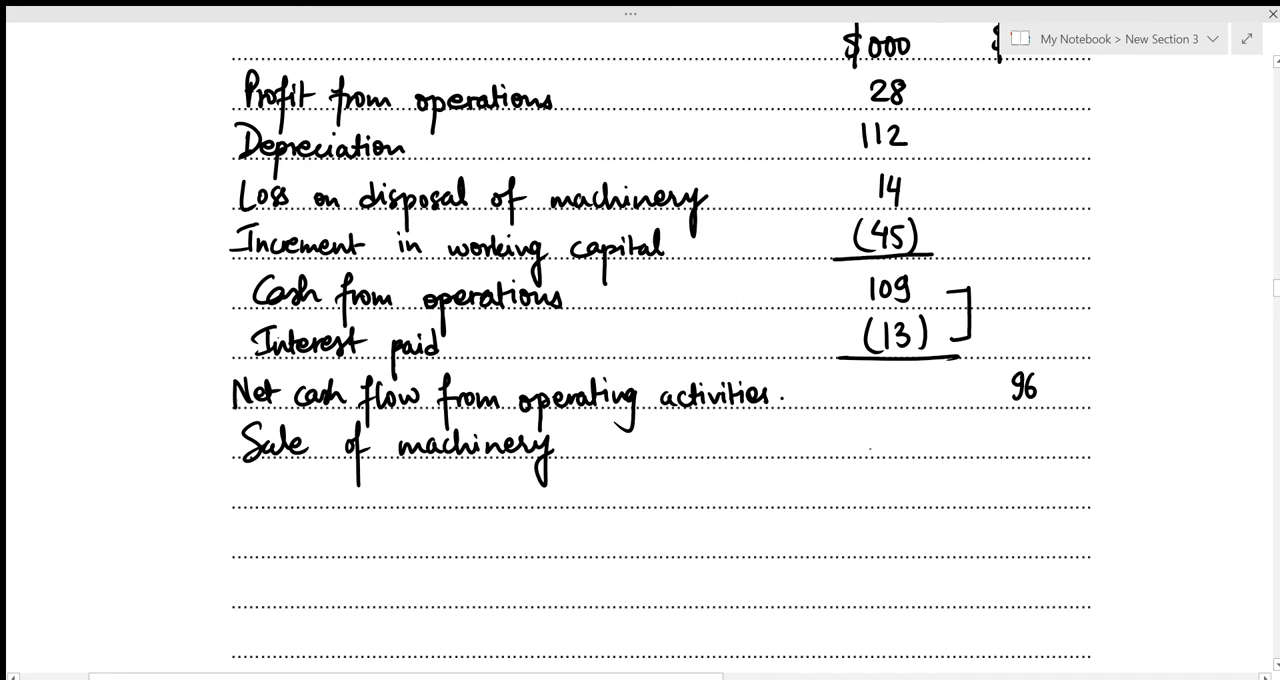 My Notebook > New Section 3
$000 $
Profit from operations 28
Depreciation 112
Loss on disposal of machinery 14
Increment in working capital (45)
Cash from operations 109
Interest paid (13)
Net cash flow from operating activities. 96
Sale of machinery